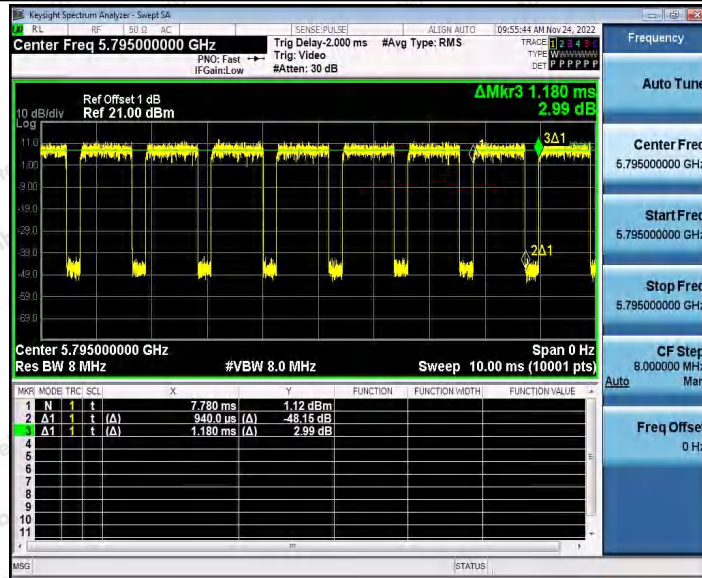 Keysight Spectrum Analyzer - Swept SA
RL RF 50 Ω AC SENSE:PULSE ALIGN AUTO 09:55:44 AM Nov 24, 2022
Center Freq 5.795000000 GHz
PNO: Fast
IFGain:Low
Trig Delay-2.000 ms
Trig: Video
#Atten: 30 dB
#Avg Type: RMS
TRACE 1 2 3 4 5 6
TYPE
DET P P P P P P
ΔMkr3 1.180 ms
2.99 dB
Ref Offset 1 dB
10 dB/div Ref 21.00 dBm
Log
11.0
1.00
-9.00
-19.0
-29.0
-39.0
-49.0
-59.0
-69.0
1
3Δ1
2Δ1
Center 5.795000000 GHz Span 0 Hz
Res BW 8 MHz #VBW 8.0 MHz Sweep 10.00 ms (10001 pts)
MKR MODE TRC SCL X Y FUNCTION FUNCTION WIDTH FUNCTION VALUE
1 N 1 t 7.780 ms 1.12 dBm
2 Δ1 1 t (Δ) 940.0 µs (Δ) -48.15 dB
3 Δ1 1 t (Δ) 1.180 ms (Δ) 2.99 dB
4
5
6
7
8
9
10
11
MSG STATUS
Frequency
Auto Tune
Center Freq
5.795000000 GHz
Start Freq
5.795000000 GHz
Stop Freq
5.795000000 GHz
CF Step
8.000000 MHz
Auto Man
Freq Offset
0 Hz